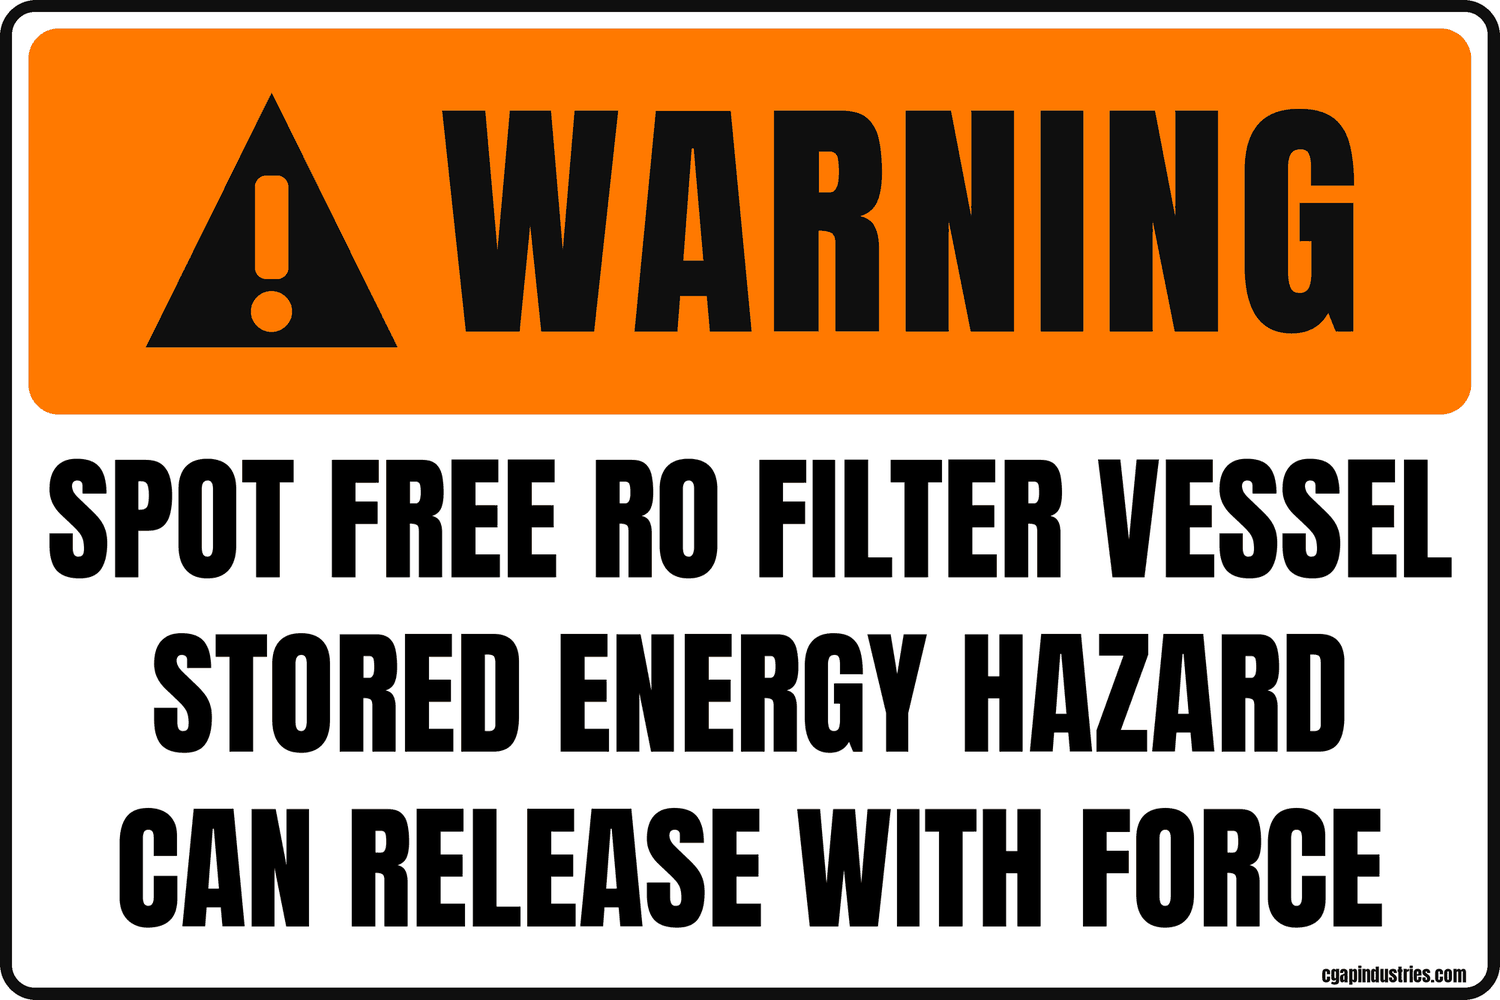 WARNING
SPOT FREE RO FILTER VESSEL
STORED ENERGY HAZARD
CAN RELEASE WITH FORCE
cgapindustries.com